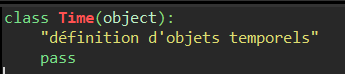 class Time(object):
    "définition d'objets temporels"
    pass